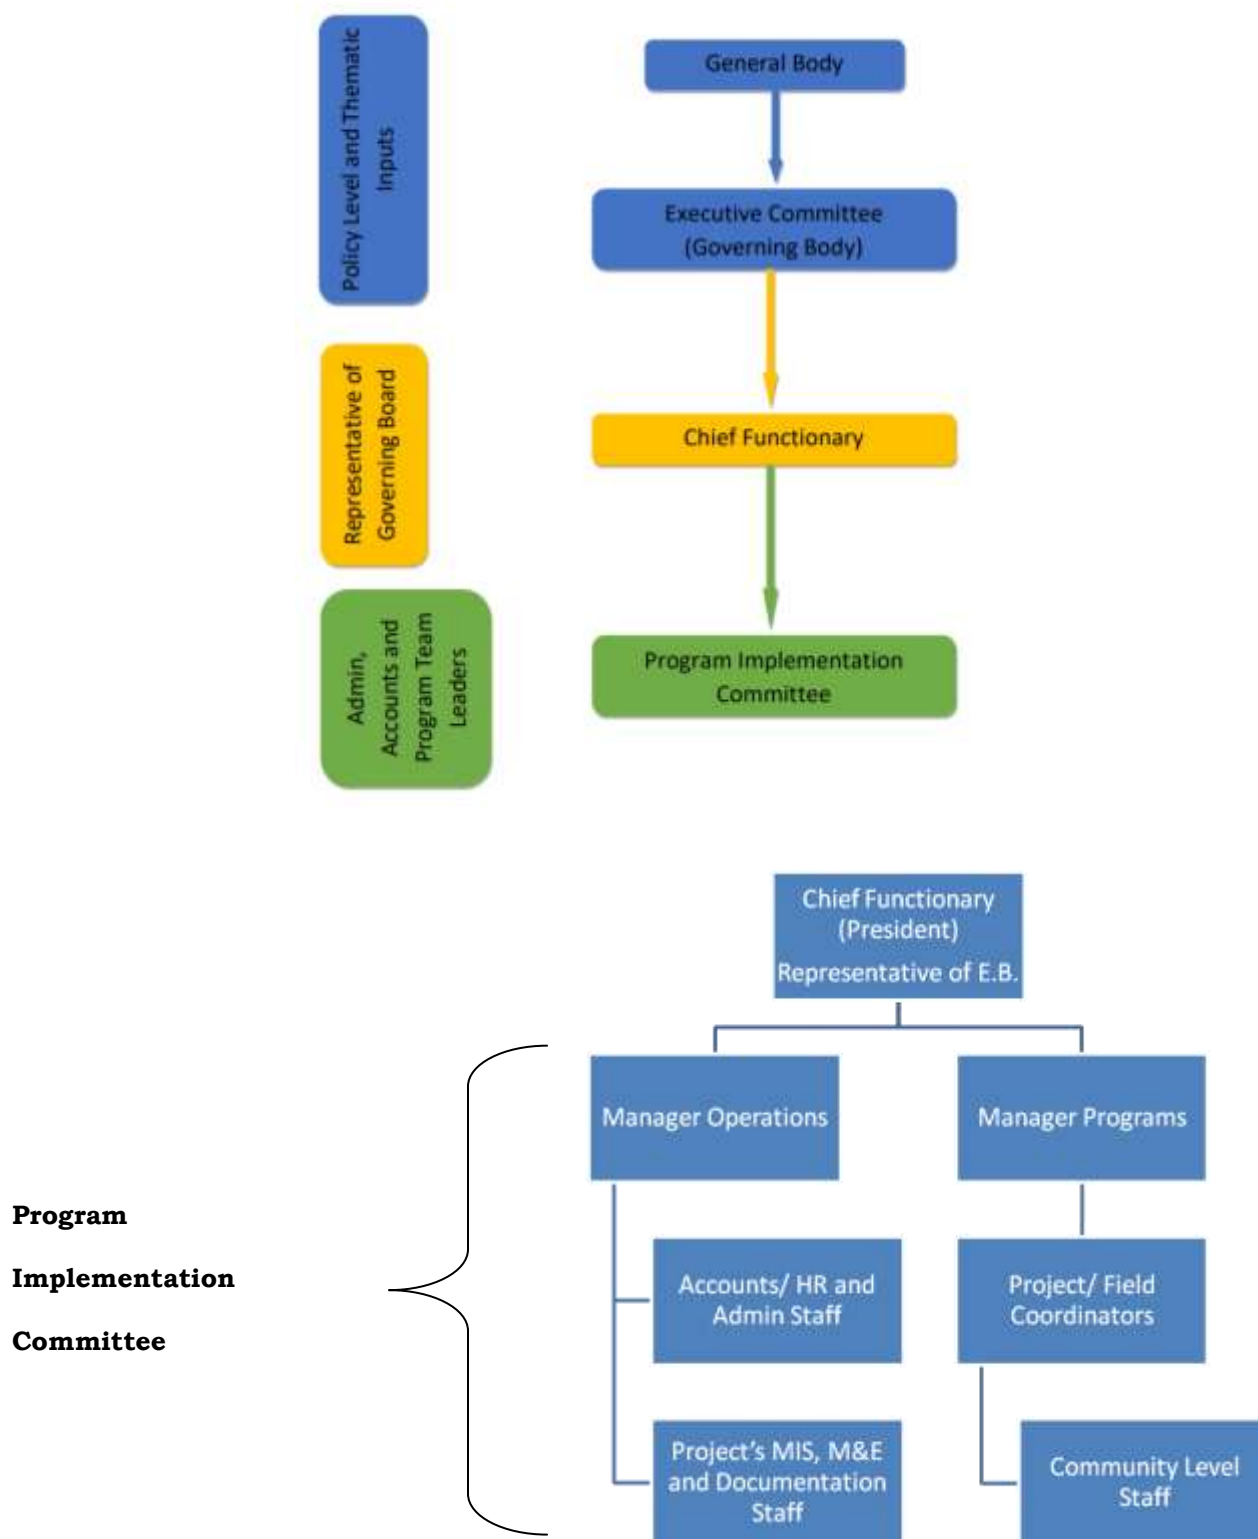 Policy Level and Thematic
Inputs
General Body
Executive Committee
(Governing Body)
Representative of
Governing Board
Chief Functionary
Admin,
Accounts and
Program Team
Leaders
Program Implementation
Committee
Chief Functionary
(President)
Representative of E.B.
Manager Operations
Manager Programs
Program
Implementation
Committee
Accounts/ HR and
Admin Staff
Project/ Field
Coordinators
Project's MIS, M&E
and Documentation
Staff
Community Level
Staff